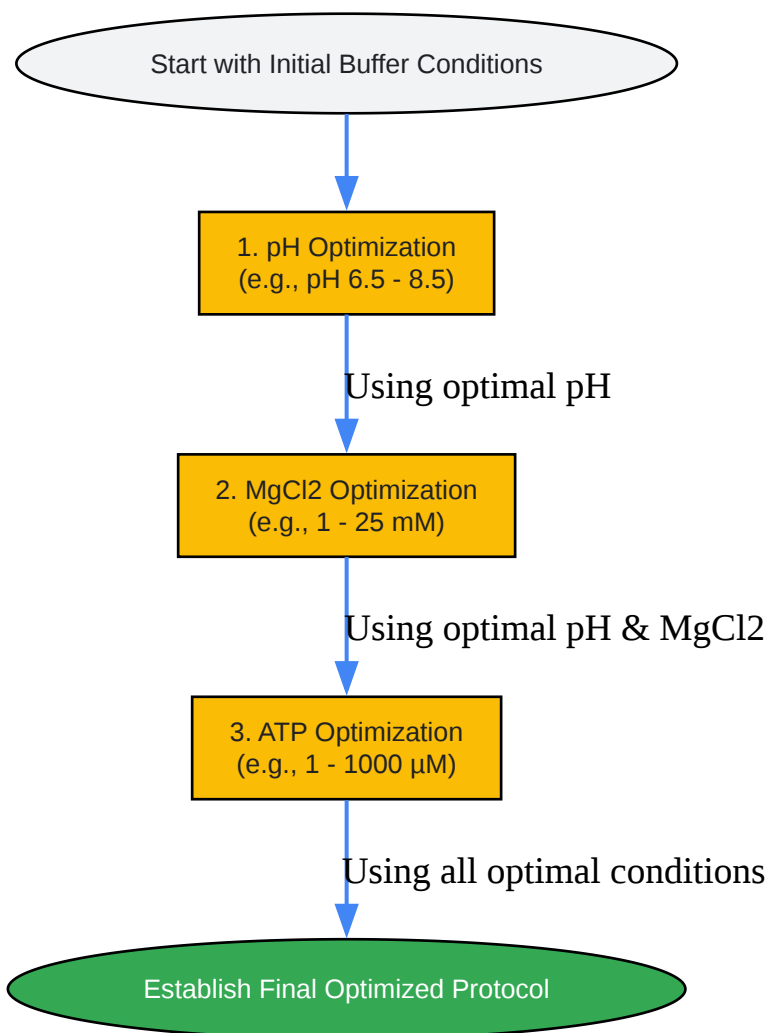 Start with Initial Buffer Conditions
1. pH Optimization
(e.g., pH 6.5 - 8.5)
Using optimal pH
2. MgCl2 Optimization
(e.g., 1 - 25 mM)
Using optimal pH & MgCl2
3. ATP Optimization
(e.g., 1 - 1000 µM)
Using all optimal conditions
Establish Final Optimized Protocol